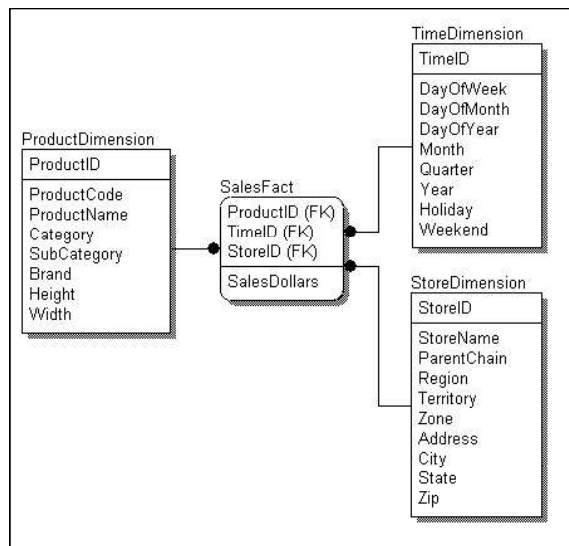 ProductDimension
ProductID
ProductCode
ProductName
Category
SubCategory
Brand
Height
Width
SalesFact
ProductID (FK)
TimeID (FK)
StoreID (FK)
SalesDollars
TimeDimension
TimeID
DayOfWeek
DayOfMonth
DayOfYear
Month
Quarter
Year
Holiday
Weekend
StoreDimension
StoreID
StoreName
ParentChain
Region
Territory
Zone
Address
City
State
Zip